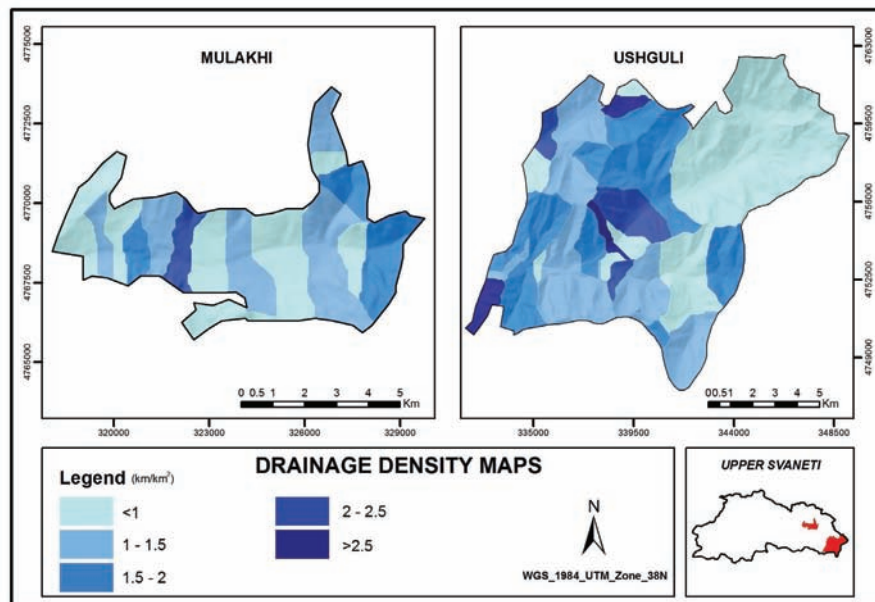 MULAKHI
4775000
4772500
4770000
4767500
4765000
0 0.5 1 2 3 4 5
Km
320000 323000 326000 329000
USHGULI
4763000
4759500
4756000
4752500
4749000
00.51 2 3 4 5
Km
335000 339500 344000 348500
DRAINAGE DENSITY MAPS
Legend (km/km²)
<1
1 - 1.5
1.5 - 2
2 - 2.5
>2.5
N
WGS_1984_UTM_Zone_38N
UPPER SVANETI